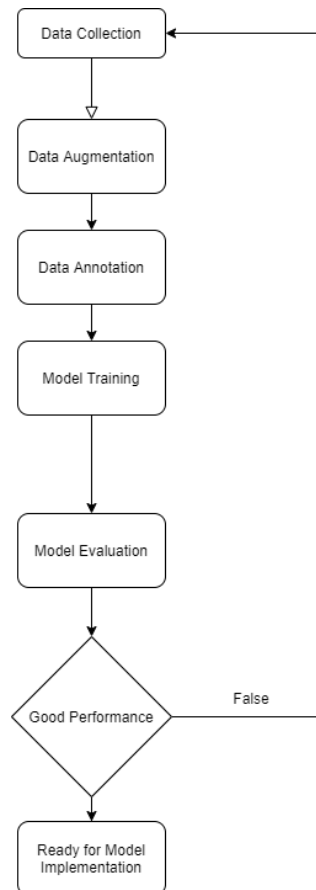 Data Collection
Data Augmentation
Data Annotation
Model Training
Model Evaluation
Good Performance
False
Ready for Model
Implementation